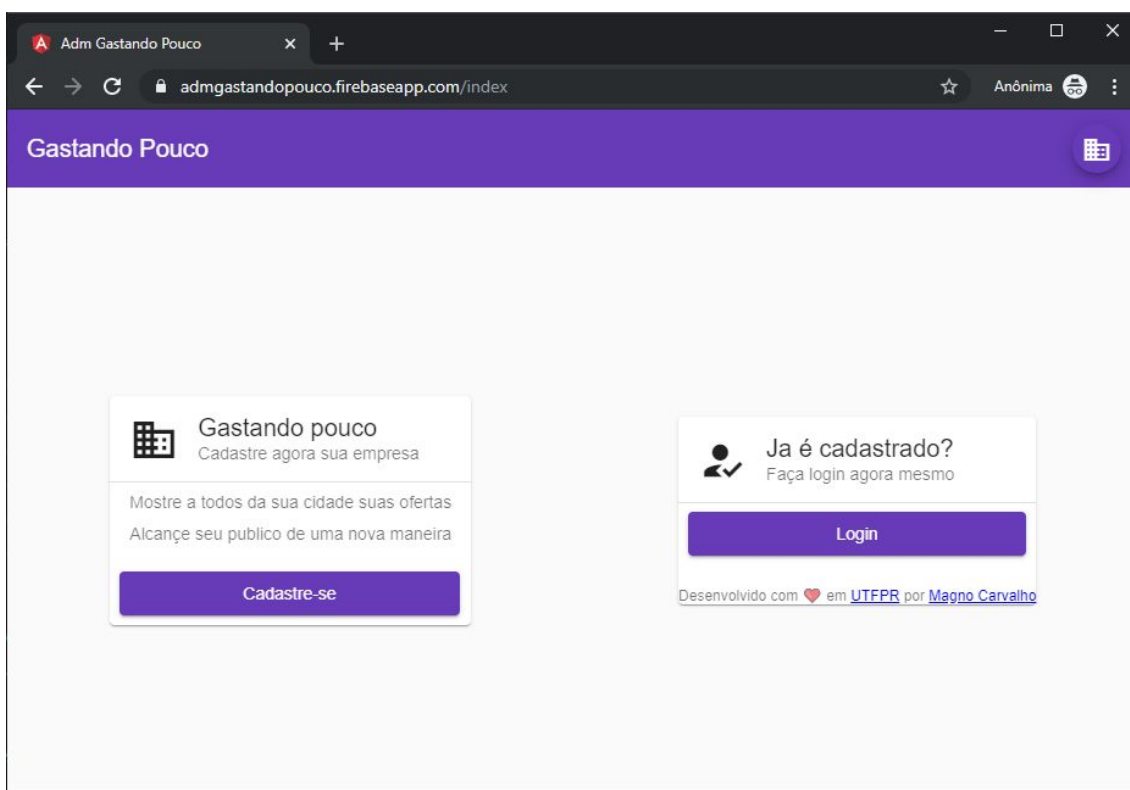 Adm Gastando Pouco
admgastandopouco.firebaseapp.com/index
Anônima
Gastando Pouco
Gastando pouco
Cadastre agora sua empresa
Mostre a todos da sua cidade suas ofertas
Alcançe seu publico de uma nova maneira
Cadastre-se
Ja é cadastrado?
Faça login agora mesmo
Login
Desenvolvido com ❤ em UTFPR por Magno Carvalho